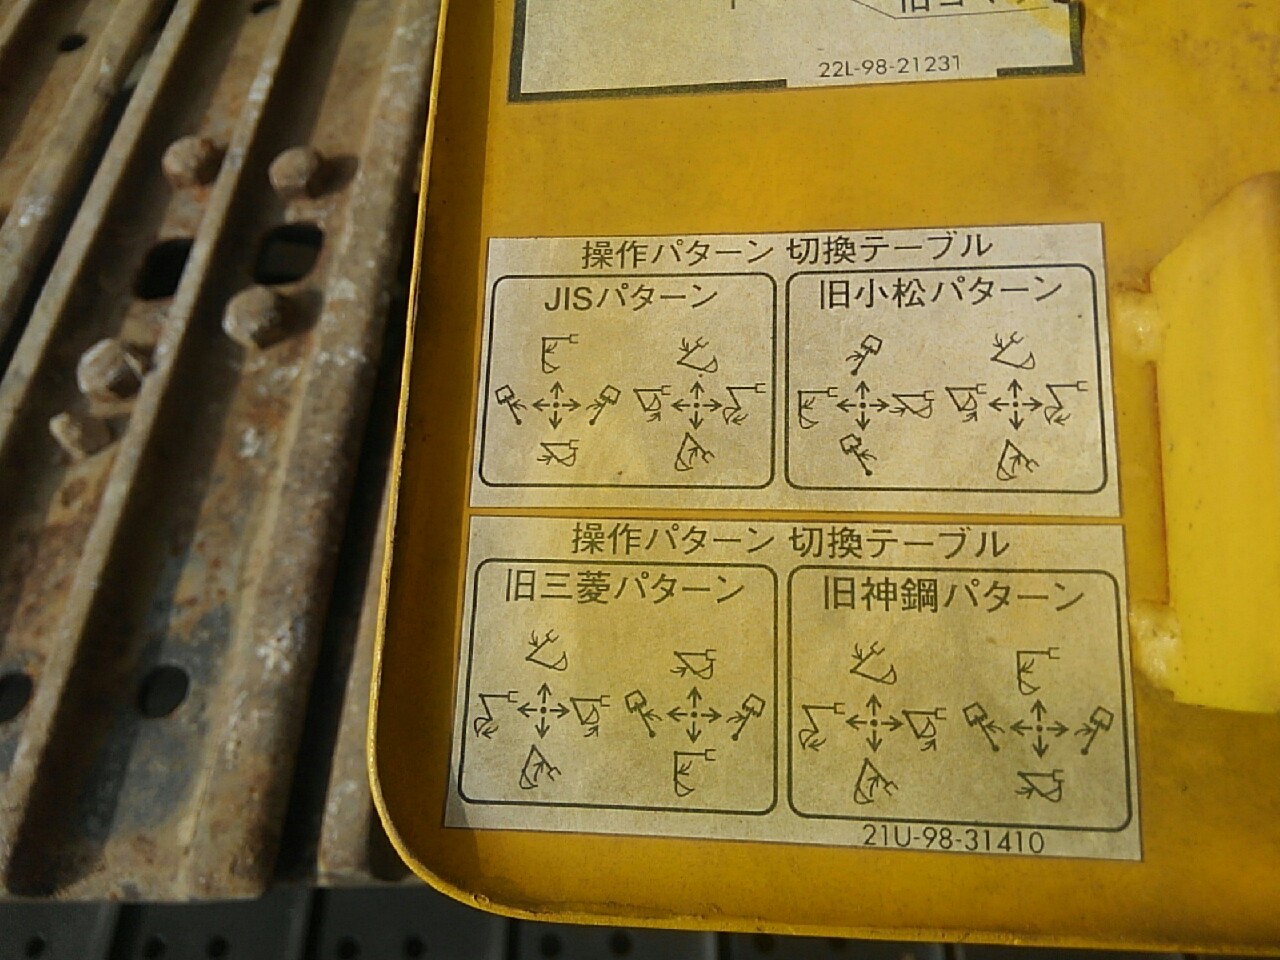 22L-98-21231
操作パターン 切換テーブル
JISパターン
旧小松パターン
操作パターン 切換テーブル
旧三菱パターン
旧神鋼パターン
21U-98-31410